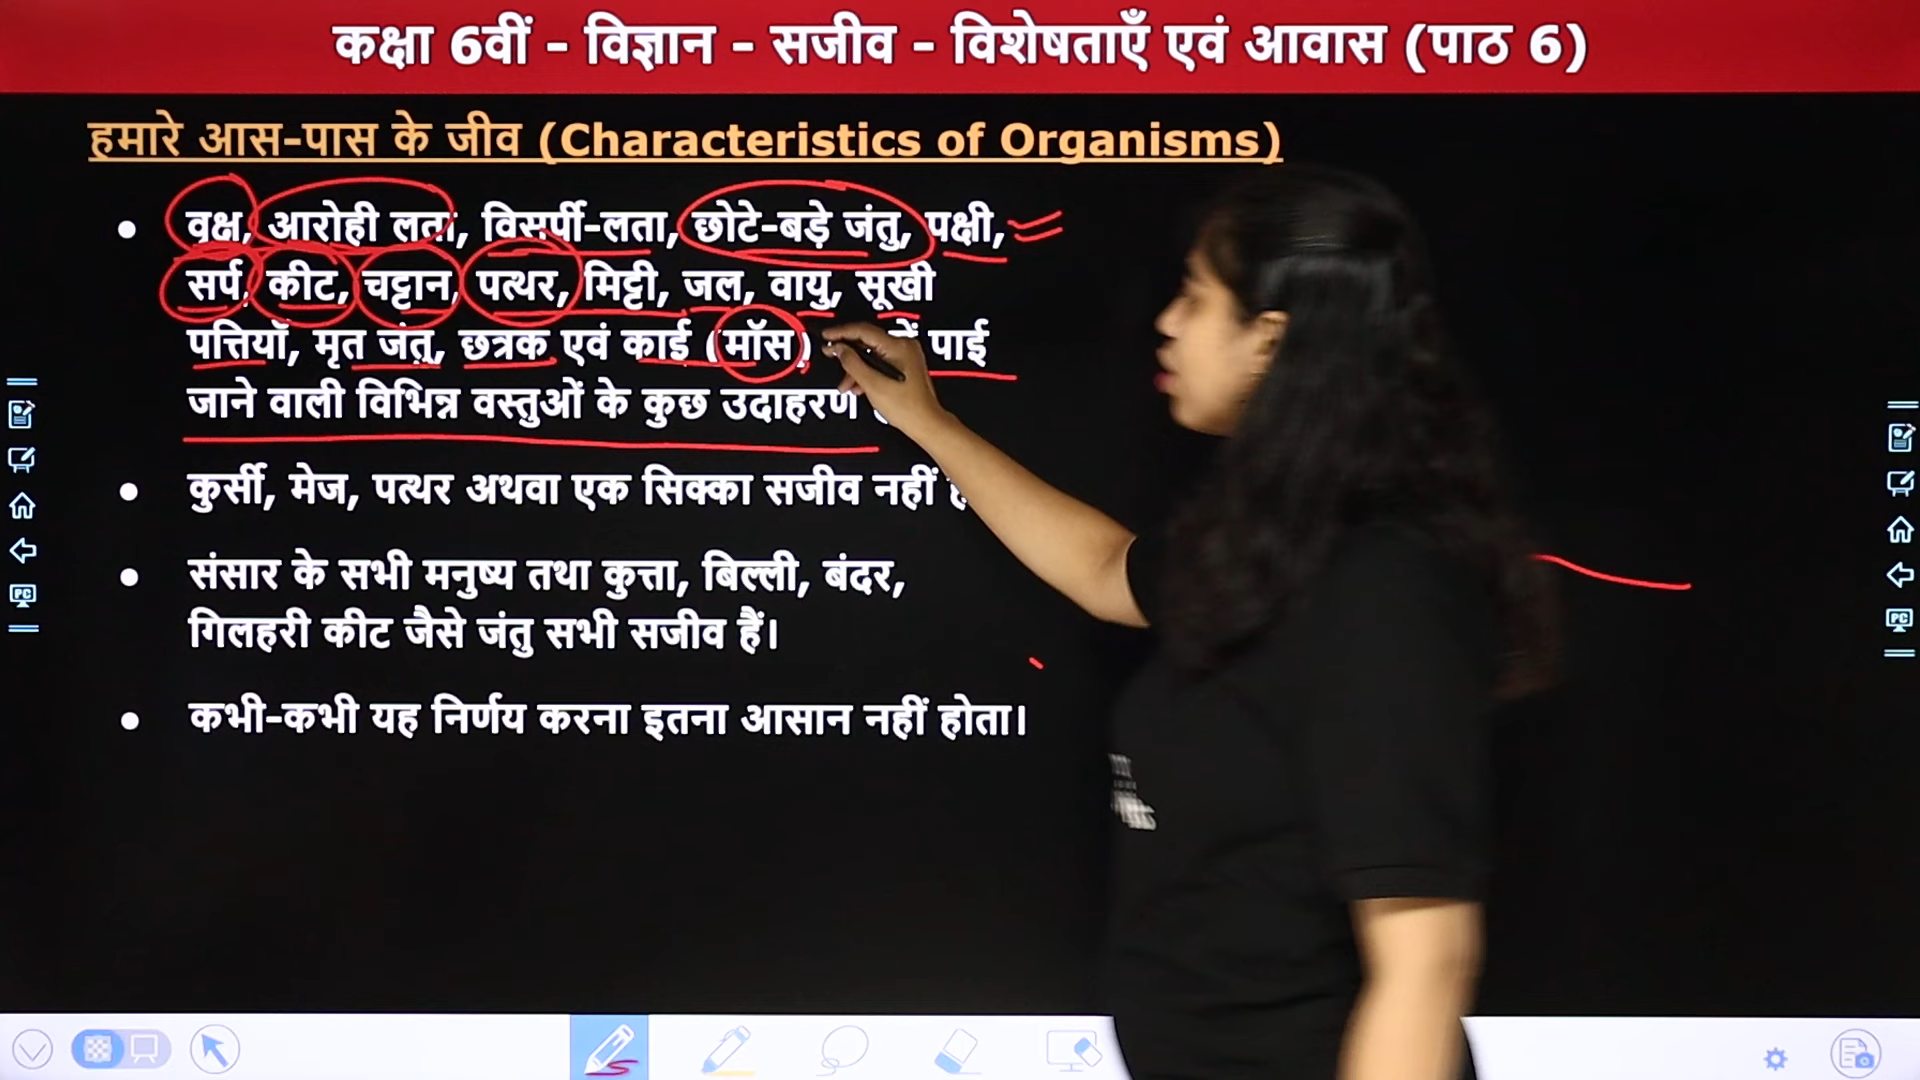 कक्षा 6वीं - विज्ञान - सजीव - विशेषताएँ एवं आवास (पाठ 6)
हमारे आस-पास के जीव (Characteristics of Organisms)
• वृक्ष, आरोही लता, विसर्पी-लता, छोटे-बड़े जंतु, पक्षी,
सर्प, कीट, चट्टान, पत्थर, मिट्टी, जल, वायु, सूखी
पत्तियाँ, मृत जंतु, छत्रक एवं काई (मॉस) पाई
जाने वाली विभिन्न वस्तुओं के कुछ उदाहरण
• कुर्सी, मेज, पत्थर अथवा एक सिक्का सजीव नहीं
• संसार के सभी मनुष्य तथा कुत्ता, बिल्ली, बंदर,
गिलहरी कीट जैसे जंतु सभी सजीव हैं।
• कभी-कभी यह निर्णय करना इतना आसान नहीं होता।
PC
PC